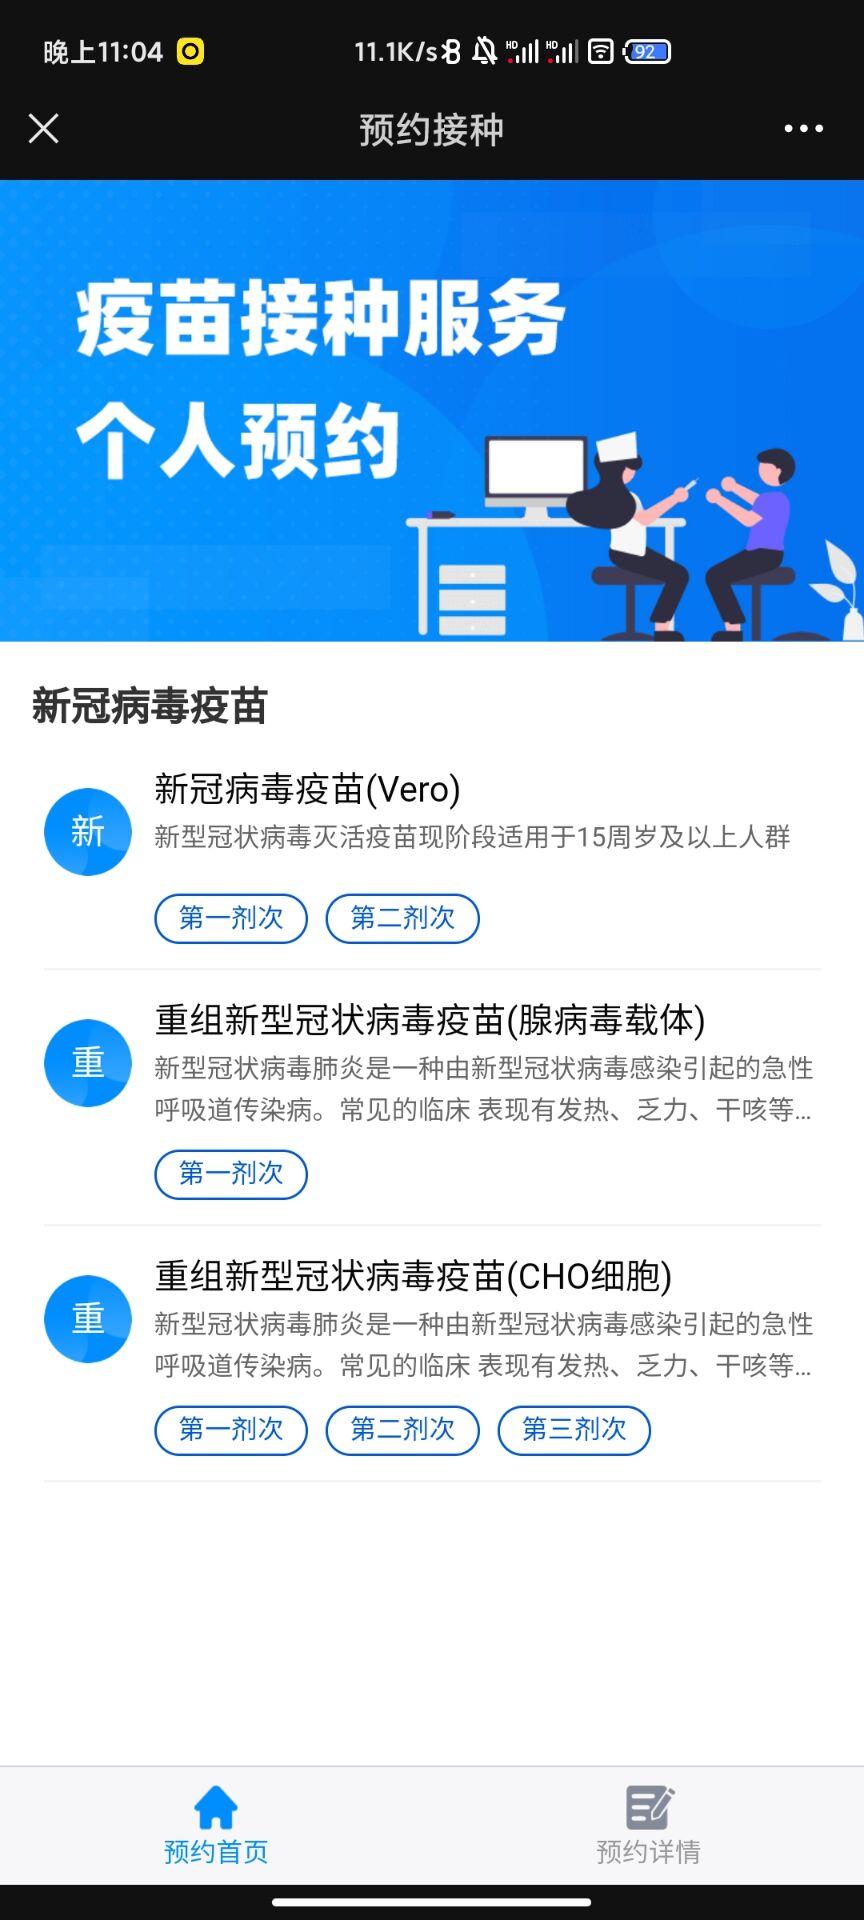 晚上11:04
11.1K/s
HD
HD
92
预约接种
疫苗接种服务
个人预约
新冠病毒疫苗
新
新冠病毒疫苗(Vero)
新型冠状病毒灭活疫苗现阶段适用于15周岁及以上人群
第一剂次 第二剂次
重
重组新型冠状病毒疫苗(腺病毒载体)
新型冠状病毒肺炎是一种由新型冠状病毒感染引起的急性
呼吸道传染病。常见的临床 表现有发热、乏力、干咳等...
第一剂次
重
重组新型冠状病毒疫苗(CHO细胞)
新型冠状病毒肺炎是一种由新型冠状病毒感染引起的急性
呼吸道传染病。常见的临床 表现有发热、乏力、干咳等...
第一剂次 第二剂次 第三剂次
预约首页
预约详情